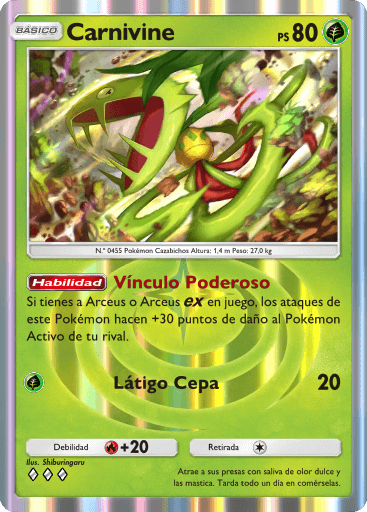 BÁSICO Carnivine PS 80
N.º 0455 Pokémon Cazabichos Altura: 1,4 m Peso: 27,0 kg
Habilidad Vínculo Poderoso
Si tienes a Arceus o Arceus ex en juego, los ataques de
este Pokémon hacen +30 puntos de daño al Pokémon
Activo de tu rival.
Látigo Cepa 20
Debilidad +20 Retirada
Ilus. Shiburingaru
Atrae a sus presas con saliva de olor dulce y
las mastica. Tarda todo un día en comérselas.